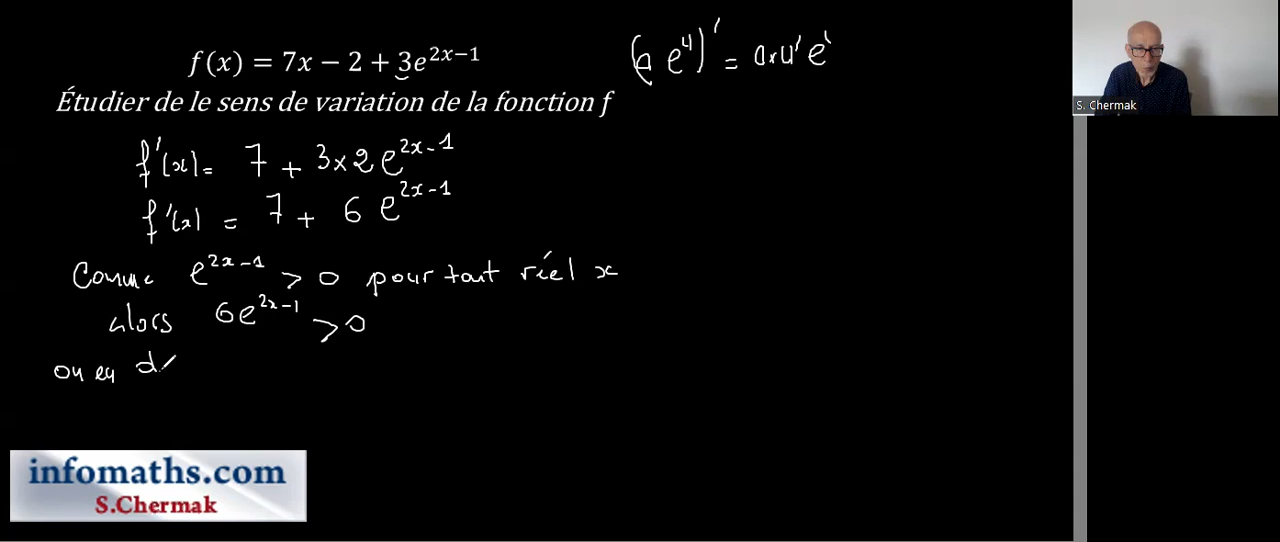 f(x) = 7x − 2 + 3e^{2x−1}
Étudier de le sens de variation de la fonction f
(a e^u)' = a×u' e^
f'(x) = 7 + 3×2e^{2x−1}
f'(x) = 7 + 6 e^{2x−1}
Comme e^{2x−1} > 0 pour tout réel x
alors 6e^{2x−1} > 0
on en d
infomaths.com
S.Chermak
S. Chermak